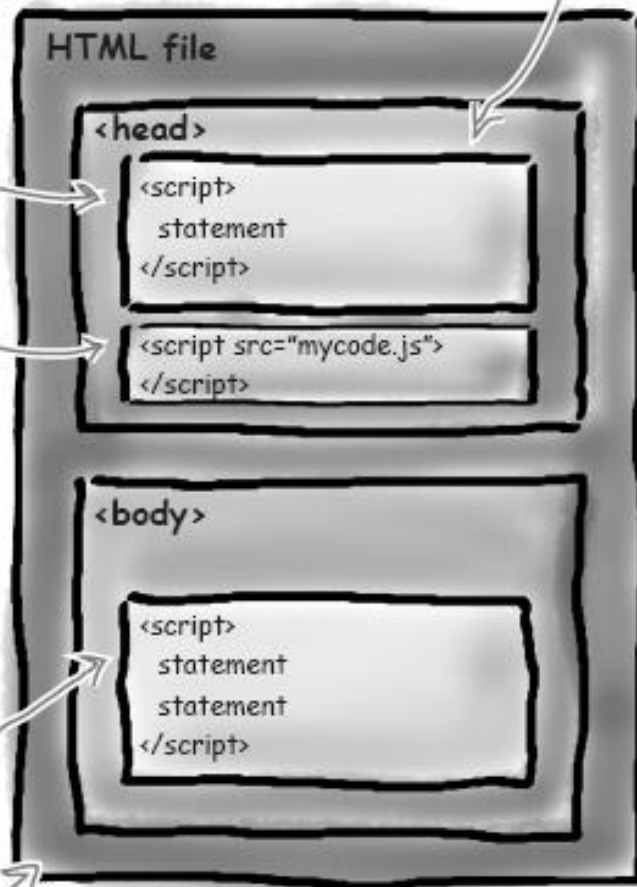 HTML file
<head>
<script>
statement
</script>
<script src="mycode.js">
</script>
<body>
<script>
statement
statement
</script>